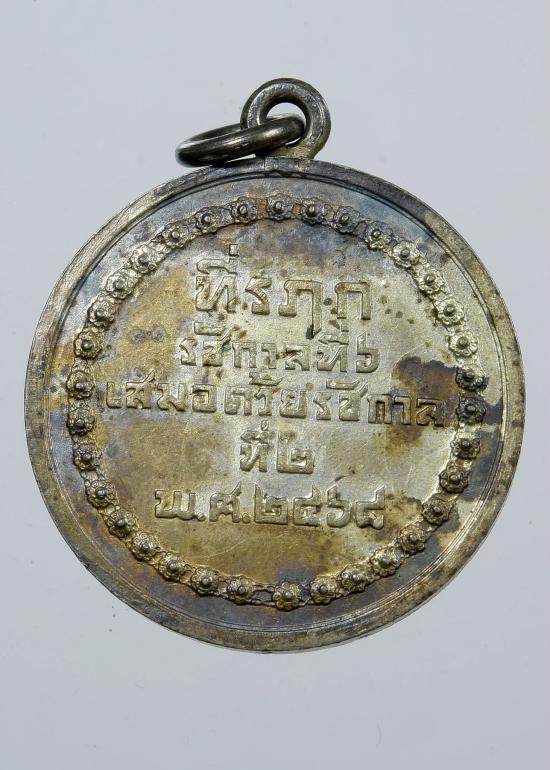 ที่รฦก
รัชกาลที่๖
เสมอดว้ยรัชกาล
ที่๒
พ.ศ.๒๔๖๘